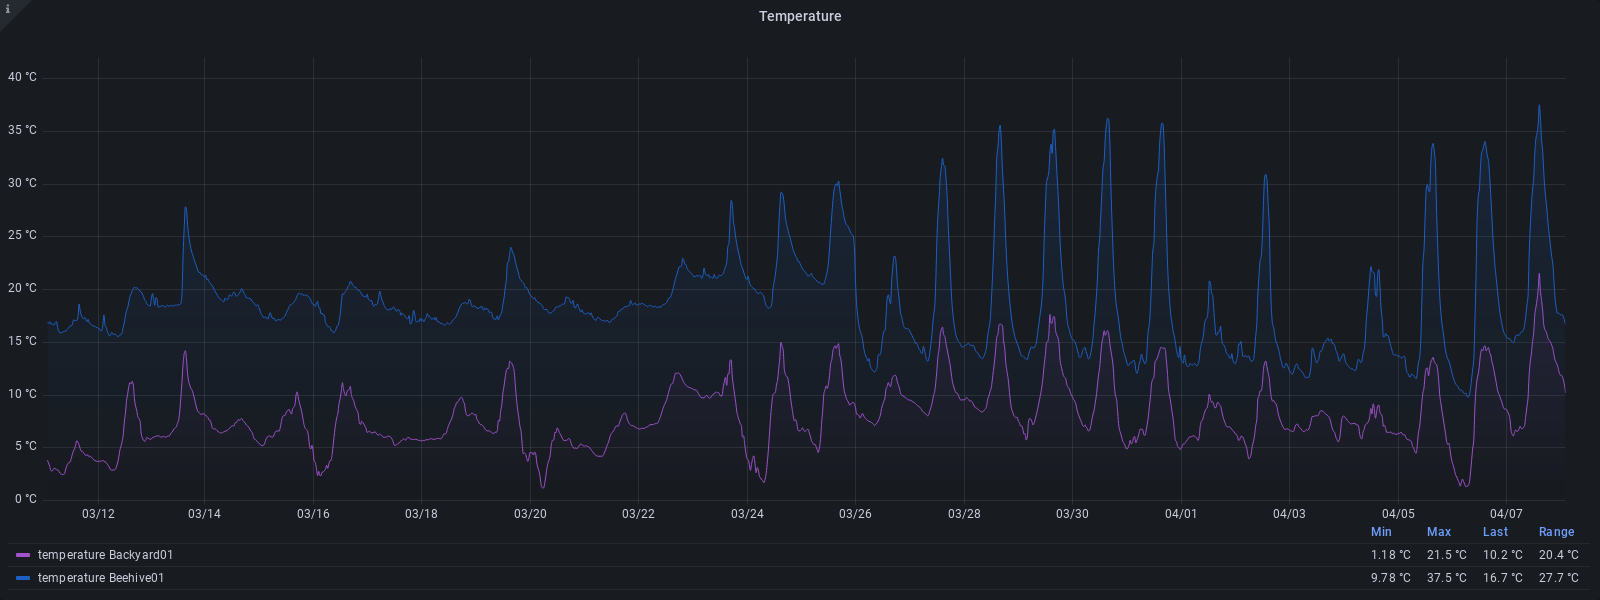 i
Temperature
40 °C
35 °C
30 °C
25 °C
20 °C
15 °C
10 °C
5 °C
0 °C
03/12 03/14 03/16 03/18 03/20 03/22 03/24 03/26 03/28 03/30 04/01 04/03 04/05 04/07
Min Max Last Range
temperature Backyard01 1.18 °C 21.5 °C 10.2 °C 20.4 °C
temperature Beehive01 9.78 °C 37.5 °C 16.7 °C 27.7 °C